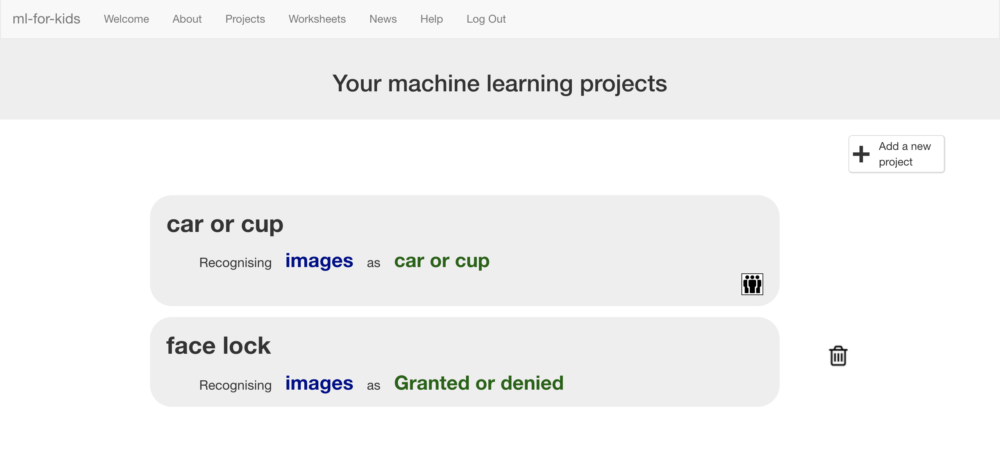 ml-for-kids Welcome About Projects Worksheets News Help Log Out
Your machine learning projects
Add a new
project
car or cup
Recognising images as car or cup
face lock
Recognising images as Granted or denied